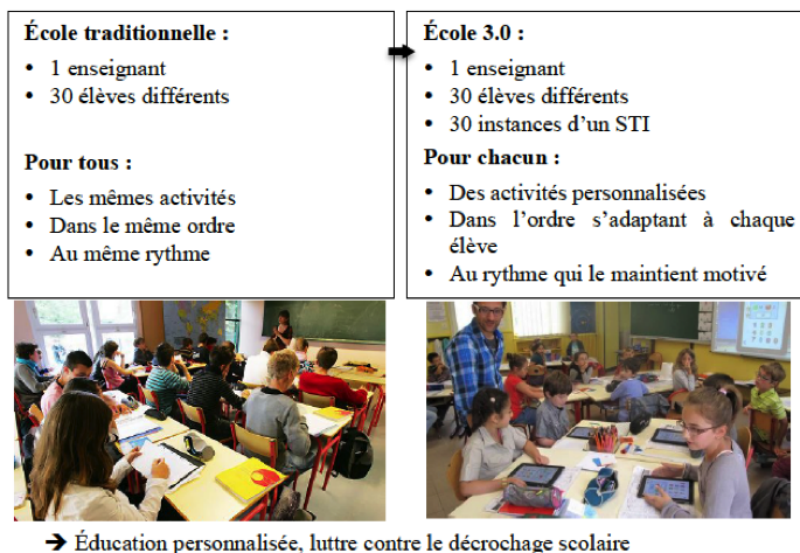 École traditionnelle :
• 1 enseignant
• 30 élèves différents
Pour tous :
• Les mêmes activités
• Dans le même ordre
• Au même rythme
École 3.0 :
• 1 enseignant
• 30 élèves différents
• 30 instances d’un STI
Pour chacun :
• Des activités personnalisées
• Dans l’ordre s’adaptant à chaque
élève
• Au rythme qui le maintient motivé
➔ Éducation personnalisée, luttre contre le décrochage scolaire